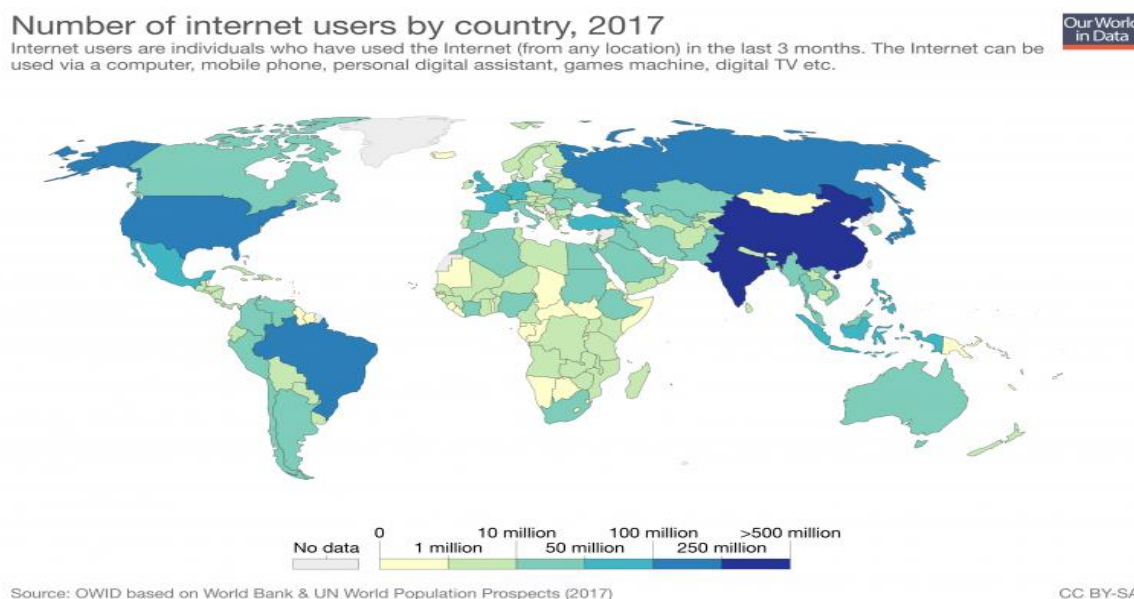 Number of internet users by country, 2017
Our World
in Data
Internet users are individuals who have used the Internet (from any location) in the last 3 months. The Internet can be
used via a computer, mobile phone, personal digital assistant, games machine, digital TV etc.
0 10 million 100 million >500 million
No data 1 million 50 million 250 million
Source: OWID based on World Bank & UN World Population Prospects (2017) CC BY-SA